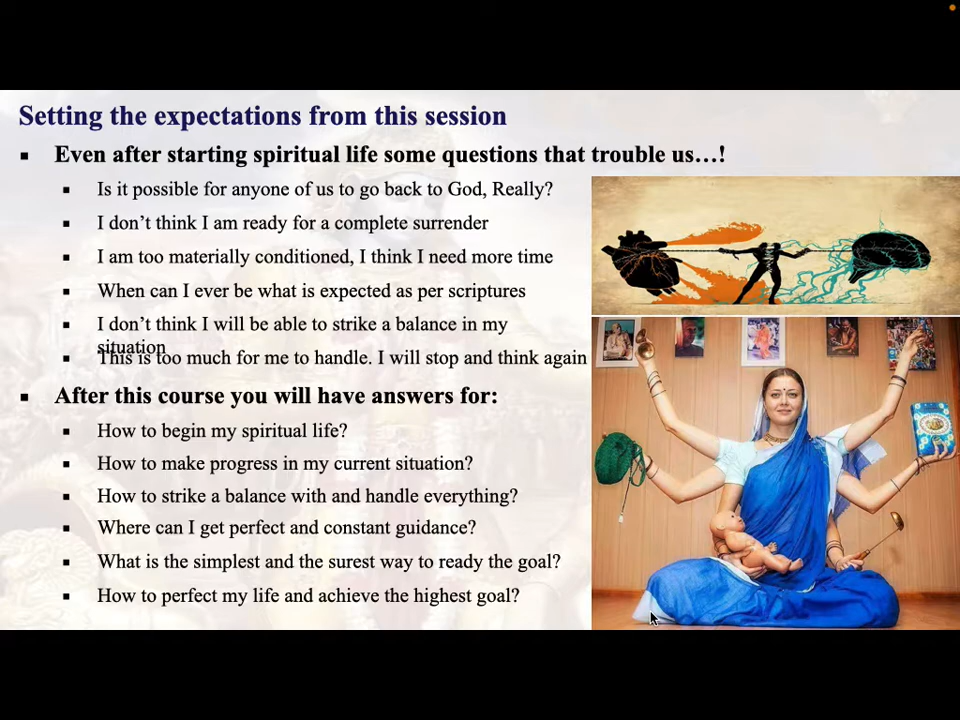 Setting the expectations from this session
Even after starting spiritual life some questions that trouble us…!
Is it possible for anyone of us to go back to God, Really?
I don’t think I am ready for a complete surrender
I am too materially conditioned, I think I need more time
When can I ever be what is expected as per scriptures
I don’t think I will be able to strike a balance in my
situation
This is too much for me to handle. I will stop and think again
After this course you will have answers for:
How to begin my spiritual life?
How to make progress in my current situation?
How to strike a balance with and handle everything?
Where can I get perfect and constant guidance?
What is the simplest and the surest way to ready the goal?
How to perfect my life and achieve the highest goal?